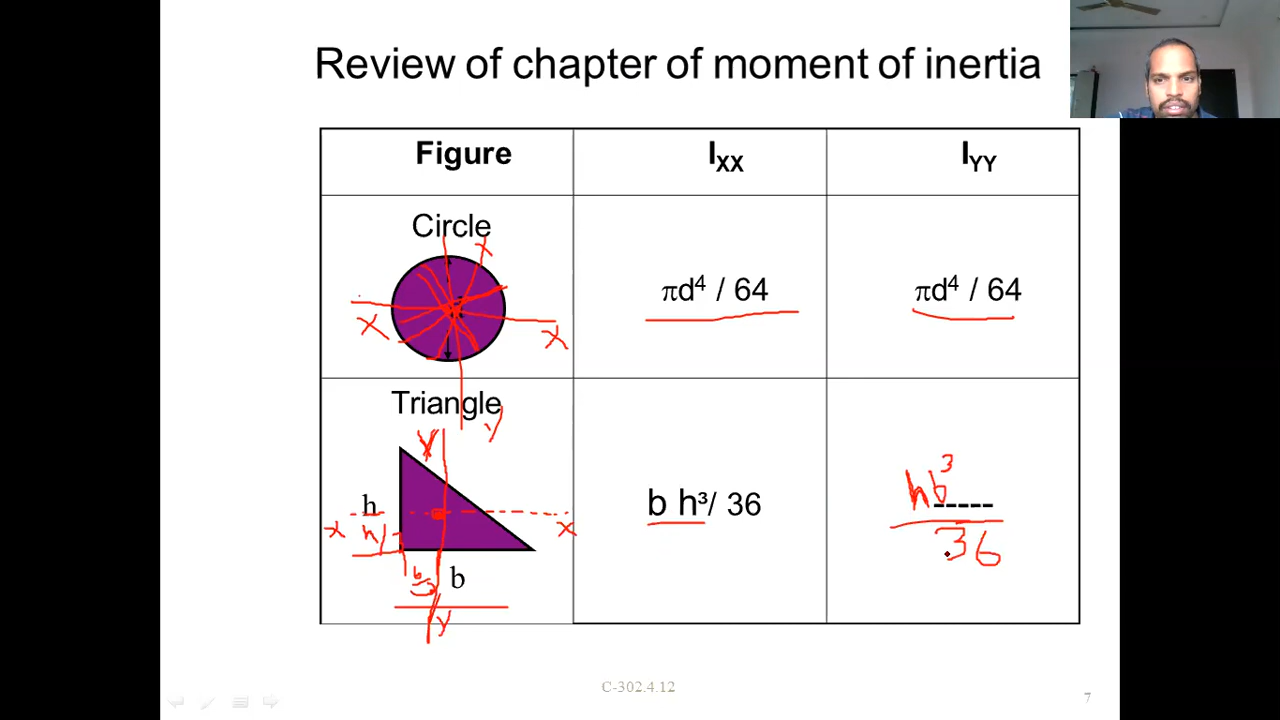 Review of chapter of moment of inertia
Figure IXX IYY
Circle
x
x x
πd⁴ / 64 πd⁴ / 64
y
Triangle
y
h
x x
h/
b/3
b
y
b h³/ 36
hb³
-----
36
C-302.4.12
7